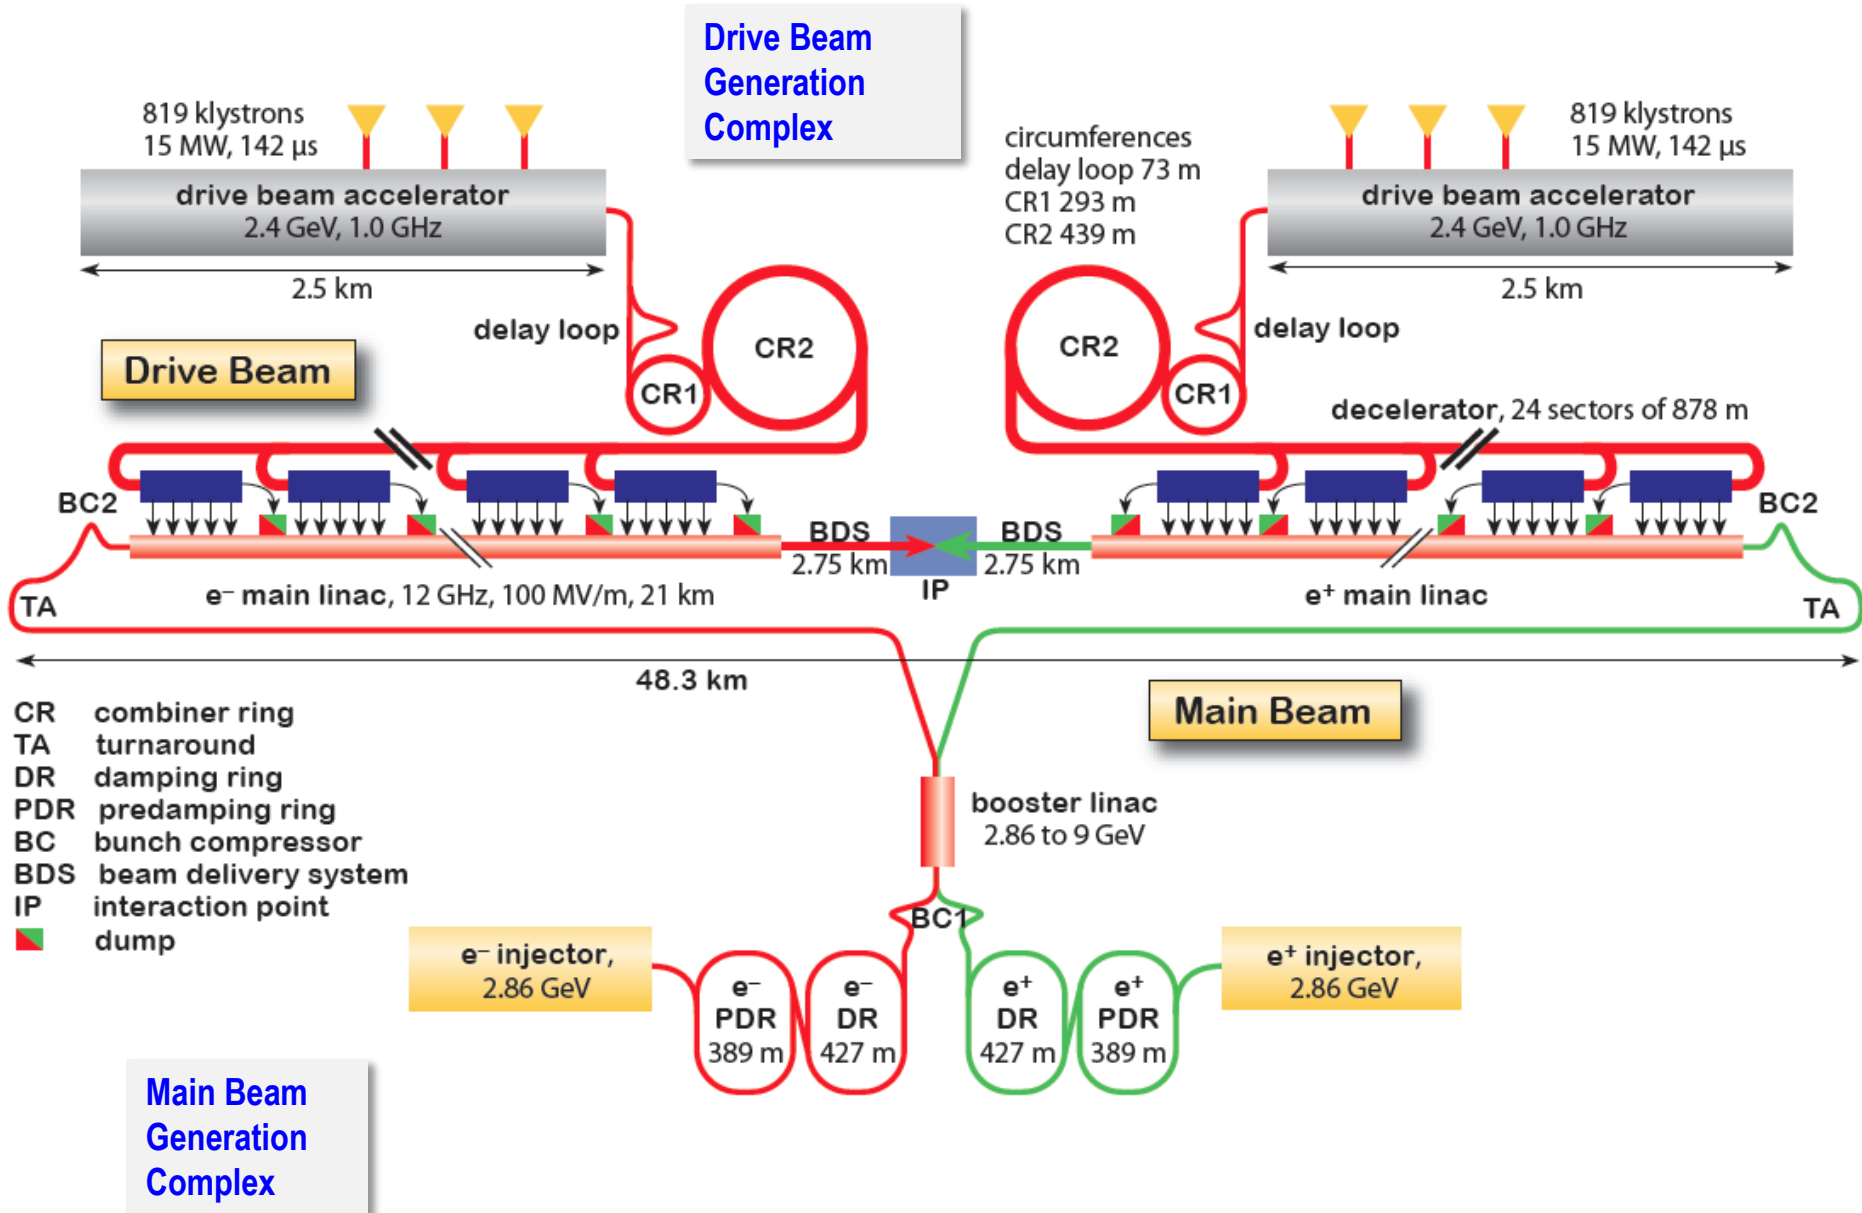 Drive Beam
Generation
Complex
819 klystrons
15 MW, 142 µs
drive beam accelerator
2.4 GeV, 1.0 GHz
2.5 km
circumferences
delay loop 73 m
CR1 293 m
CR2 439 m
819 klystrons
15 MW, 142 µs
drive beam accelerator
2.4 GeV, 1.0 GHz
2.5 km
delay loop
CR2
CR1
CR2
CR1
delay loop
Drive Beam
decelerator, 24 sectors of 878 m
BC2
BDS
2.75 km
IP
BDS
2.75 km
BC2
TA
e– main linac, 12 GHz, 100 MV/m, 21 km
e+ main linac
TA
48.3 km
Main Beam
CR combiner ring
TA turnaround
DR damping ring
PDR predamping ring
BC bunch compressor
BDS beam delivery system
IP interaction point
dump
booster linac
2.86 to 9 GeV
BC1
e– injector,
2.86 GeV
e–
PDR
389 m
e–
DR
427 m
e+
DR
427 m
e+
PDR
389 m
e+ injector,
2.86 GeV
Main Beam
Generation
Complex